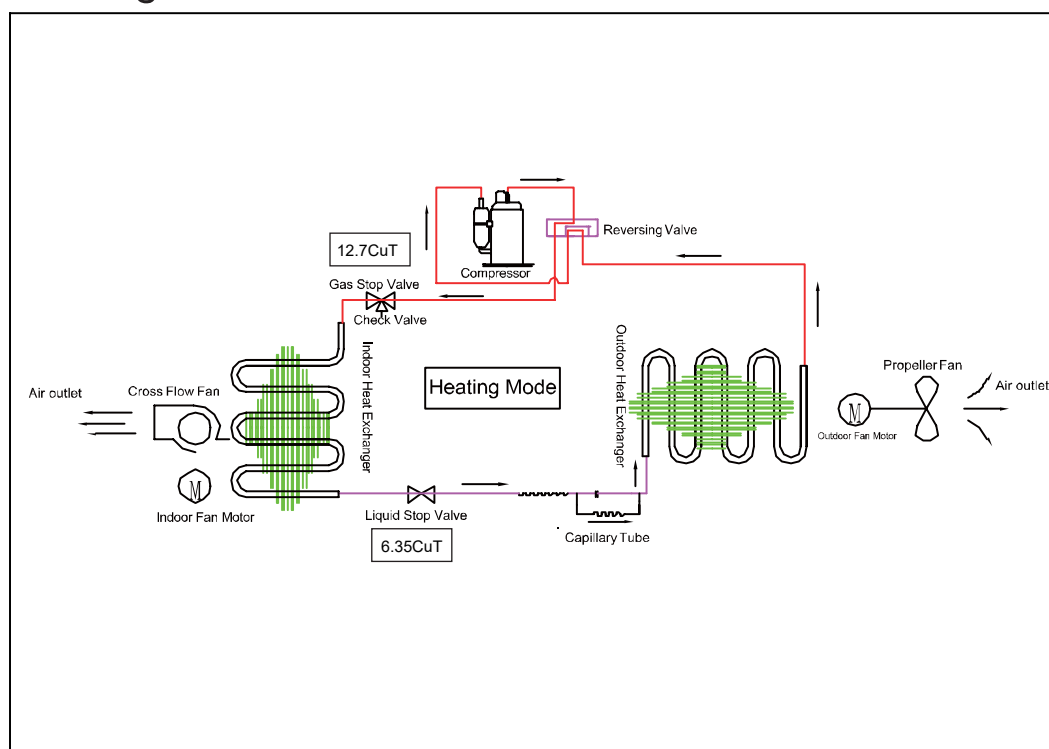 Reversing Valve
12.7CuT
Compressor
Gas Stop Valve
Check Valve
Indoor Heat Exchanger
Outdoor Heat Exchanger
Heating Mode
Cross Flow Fan
Air outlet
Propeller Fan
Air outlet
M
Outdoor Fan Motor
M
Indoor Fan Motor
Liquid Stop Valve
Capillary Tube
6.35CuT